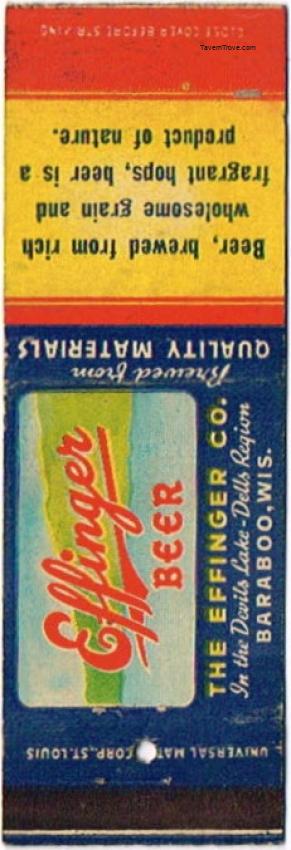 CLOSE COVER BEFORE STRIKING
TavernTrove.com
Beer, brewed from rich
wholesome grain and
fragrant hops, beer is a
product of nature.
Brewed from
QUALITY MATERIALS
Effinger
BEER
THE EFFINGER CO.
In the Devils Lake-Dells Region
BARABOO, WIS.
UNIVERSAL MATCH CORP., ST. LOUIS